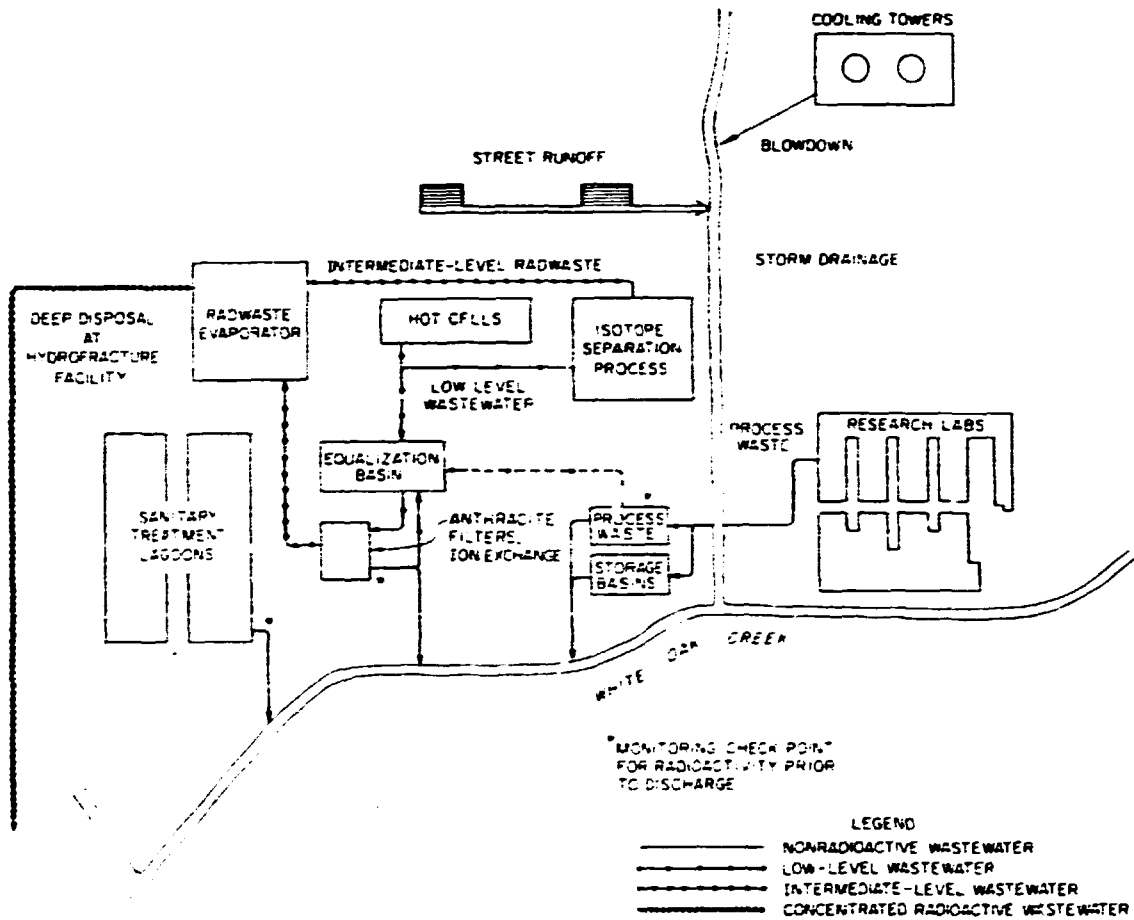 COOLING TOWERS
BLOWDOWN
STREET RUNOFF
STORM DRAINAGE
INTERMEDIATE-LEVEL RADWASTE
RADWASTE
EVAPORATOR
HOT CELLS
ISOTOPE
SEPARATION
PROCESS
DEEP DISPOSAL
AT
HYDROFRACTURE
FACILITY
LOW LEVEL
WASTEWATER
PROCESS
WASTE
RESEARCH LABS
EQUALIZATION
BASIN
SANITARY
TREATMENT
LAGOONS
ANTHRACITE
FILTERS,
ION EXCHANGE
*
PROCESS
WASTE
STORAGE
BASINS
*
*
WHITE OAK CREEK
*MONITORING CHECK POINT
FOR RADIOACTIVITY PRIOR
TO DISCHARGE
LEGEND
NONRADIOACTIVE WASTEWATER
LOW-LEVEL WASTEWATER
INTERMEDIATE-LEVEL WASTEWATER
CONCENTRATED RADIOACTIVE WASTEWATER